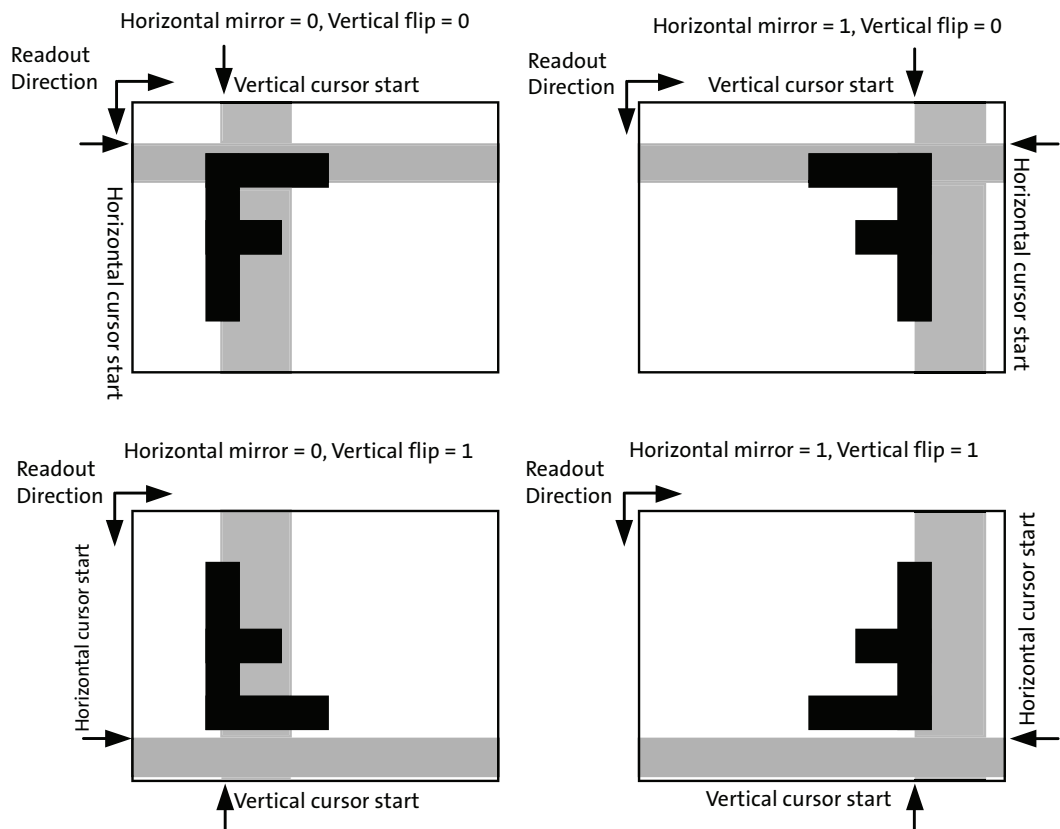 Horizontal mirror = 0, Vertical flip = 0
Horizontal mirror = 1, Vertical flip = 0
Readout
Direction
Vertical cursor start
Horizontal cursor start
Readout
Direction
Vertical cursor start
Horizontal cursor start
Horizontal mirror = 0, Vertical flip = 1
Horizontal mirror = 1, Vertical flip = 1
Readout
Direction
Horizontal cursor start
Vertical cursor start
Readout
Direction
Horizontal cursor start
Vertical cursor start